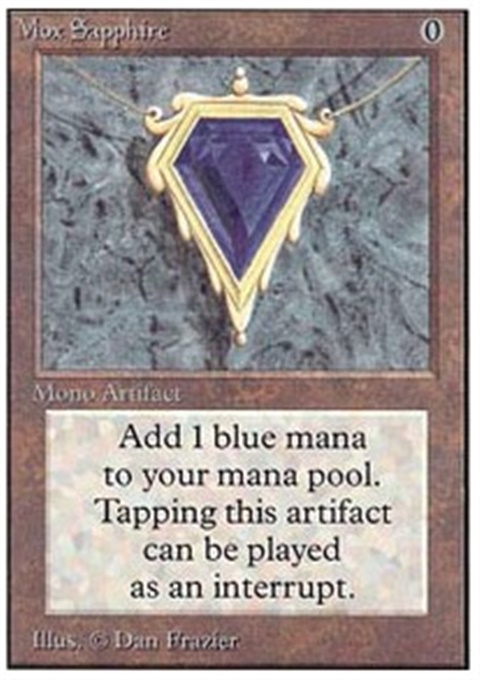 Mox Sapphire
0
Mono Artifact
Add 1 blue mana
to your mana pool.
Tapping this artifact
can be played
as an interrupt.
Illus. © Dan Frazier